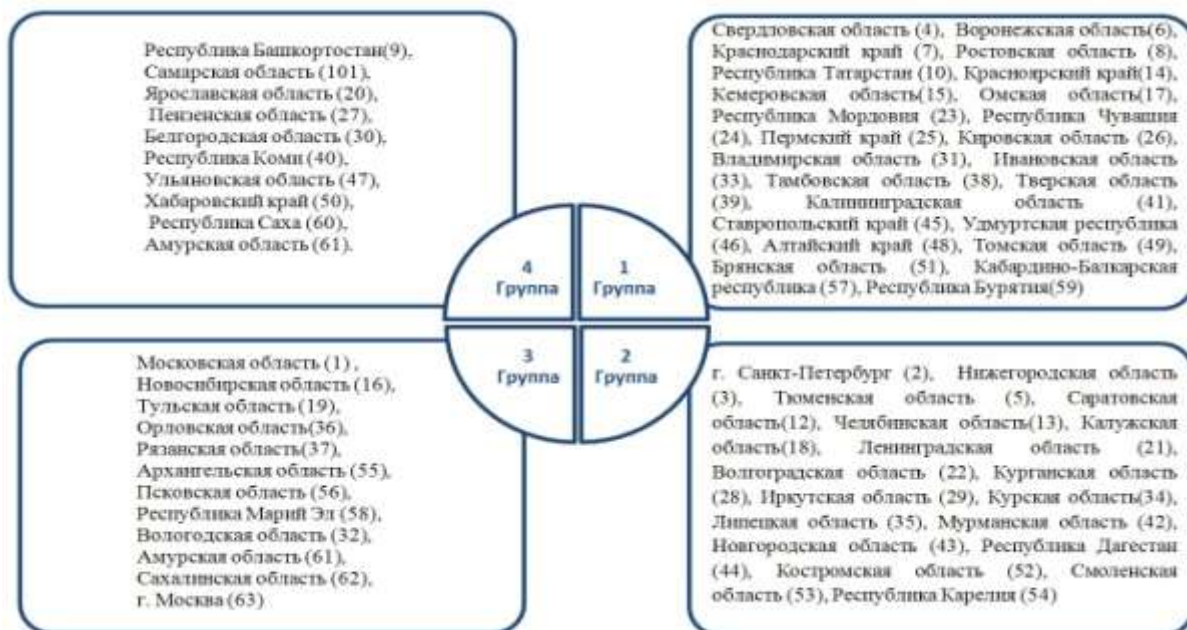 Республика Башкортостан(9),
Самарская область (101),
Ярославская область (20),
Пензенская область (27),
Белгородская область (30),
Республика Коми (40),
Ульяновская область (47),
Хабаровский край (50),
Республика Саха (60),
Амурская область (61).
Свердловская область (4), Воронежская область(6),
Краснодарский край (7), Ростовская область (8),
Республика Татарстан (10), Красноярский край(14),
Кемеровская область(15), Омская область(17),
Республика Мордовия (23), Республика Чувашия
(24), Пермский край (25), Кировская область (26),
Владимирская область (31), Ивановская область
(33), Тамбовская область (38), Тверская область
(39), Калининградская область (41),
Ставропольский край (45), Удмуртская республика
(46), Алтайский край (48), Томская область (49),
Брянская область (51), Кабардино-Балкарская
республика (57), Республика Бурятия(59)
4
Группа
1
Группа
3
Группа
2
Группа
Московская область (1) ,
Новосибирская область (16),
Тульская область (19),
Орловская область(36),
Рязанская область(37),
Архангельская область (55),
Псковская область (56),
Республика Марий Эл (58),
Вологодская область (32),
Амурская область (61),
Сахалинская область (62),
г. Москва (63)
г. Санкт-Петербург (2), Нижегородская область
(3), Тюменская область (5), Саратовская
область(12), Челябинская область(13), Калужская
область(18), Ленинградская область (21),
Волгоградская область (22), Курганская область
(28), Иркутская область (29), Курская область(34),
Липецкая область (35), Мурманская область (42),
Новгородская область (43), Республика Дагестан
(44), Костромская область (52), Смоленская
область (53), Республика Карелия (54)